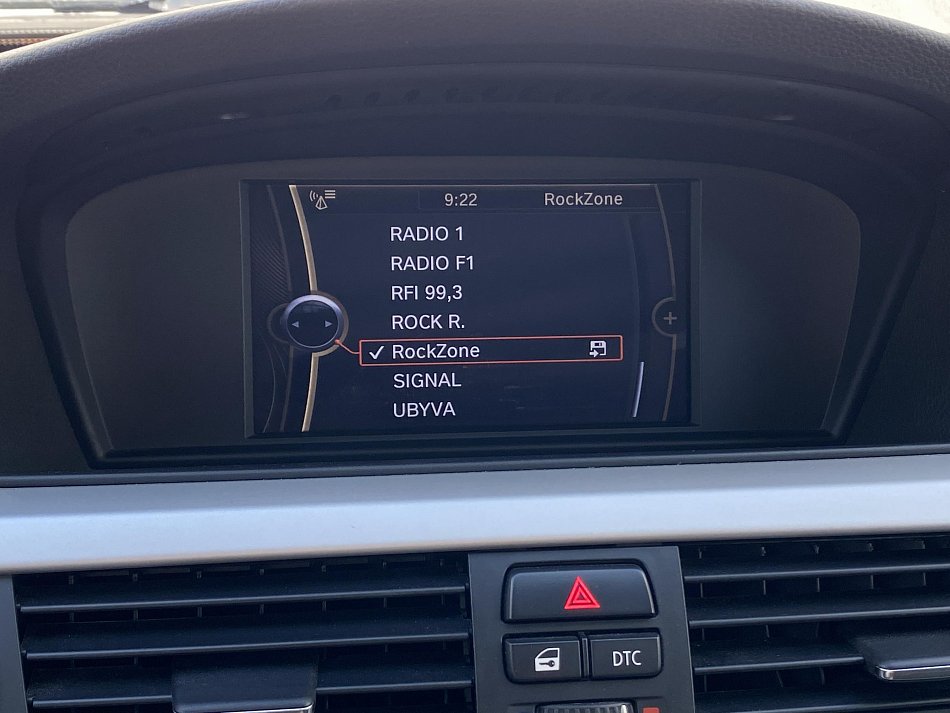 9:22 RockZone
RADIO 1
RADIO F1
RFI 99,3
ROCK R.
RockZone
SIGNAL
UBYVA
DTC